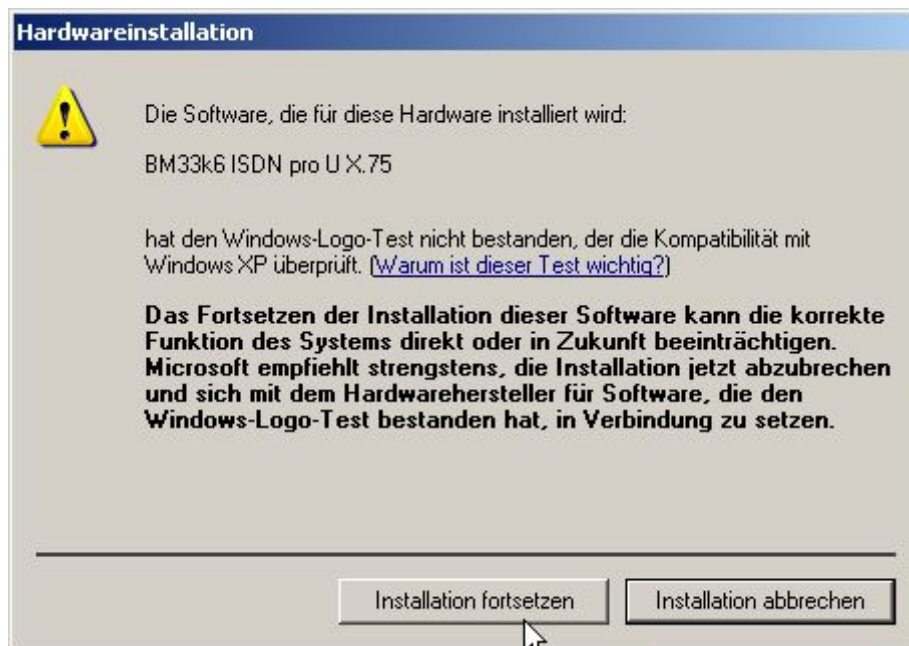 Hardwareinstallation
Die Software, die für diese Hardware installiert wird:
BM33k6 ISDN pro U X.75
hat den Windows-Logo-Test nicht bestanden, der die Kompatibilität mit
Windows XP überprüft. (Warum ist dieser Test wichtig?)
Das Fortsetzen der Installation dieser Software kann die korrekte
Funktion des Systems direkt oder in Zukunft beeinträchtigen.
Microsoft empfiehlt strengstens, die Installation jetzt abzubrechen
und sich mit dem Hardwarehersteller für Software, die den
Windows-Logo-Test bestanden hat, in Verbindung zu setzen.
Installation fortsetzen Installation abbrechen